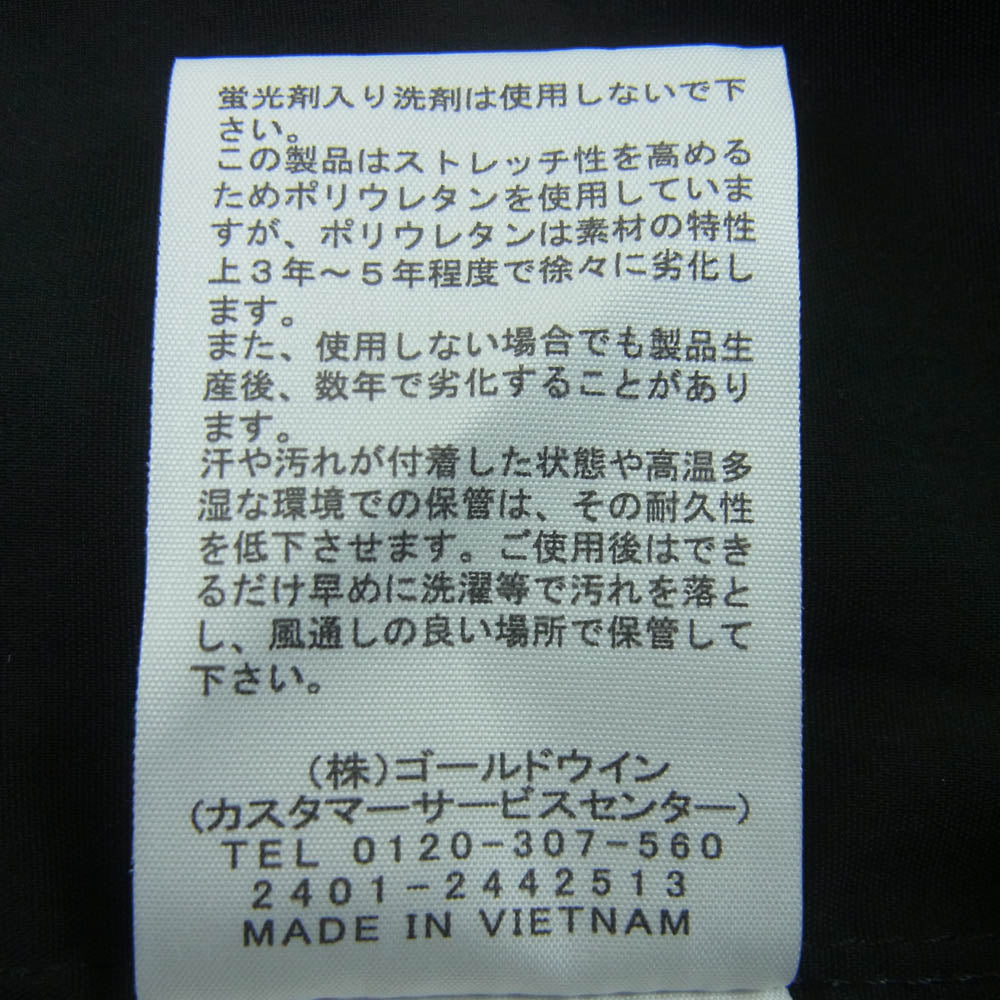 蛍光剤入り洗剤は使用しないで下
さい。
この製品はストレッチ性を高める
ためポリウレタンを使用していま
すが、ポリウレタンは素材の特性
上3年～5年程度で徐々に劣化し
ます。
また、使用しない場合でも製品生
産後、数年で劣化することがあり
ます。
汗や汚れが付着した状態や高温多
湿な環境での保管は、その耐久性
を低下させます。ご使用後はでき
るだけ早めに洗濯等で汚れを落と
し、風通しの良い場所で保管して
下さい。
(株)ゴールドウイン
(カスタマーサービスセンター)
TEL 0120-307-560
2401-2442513
MADE IN VIETNAM